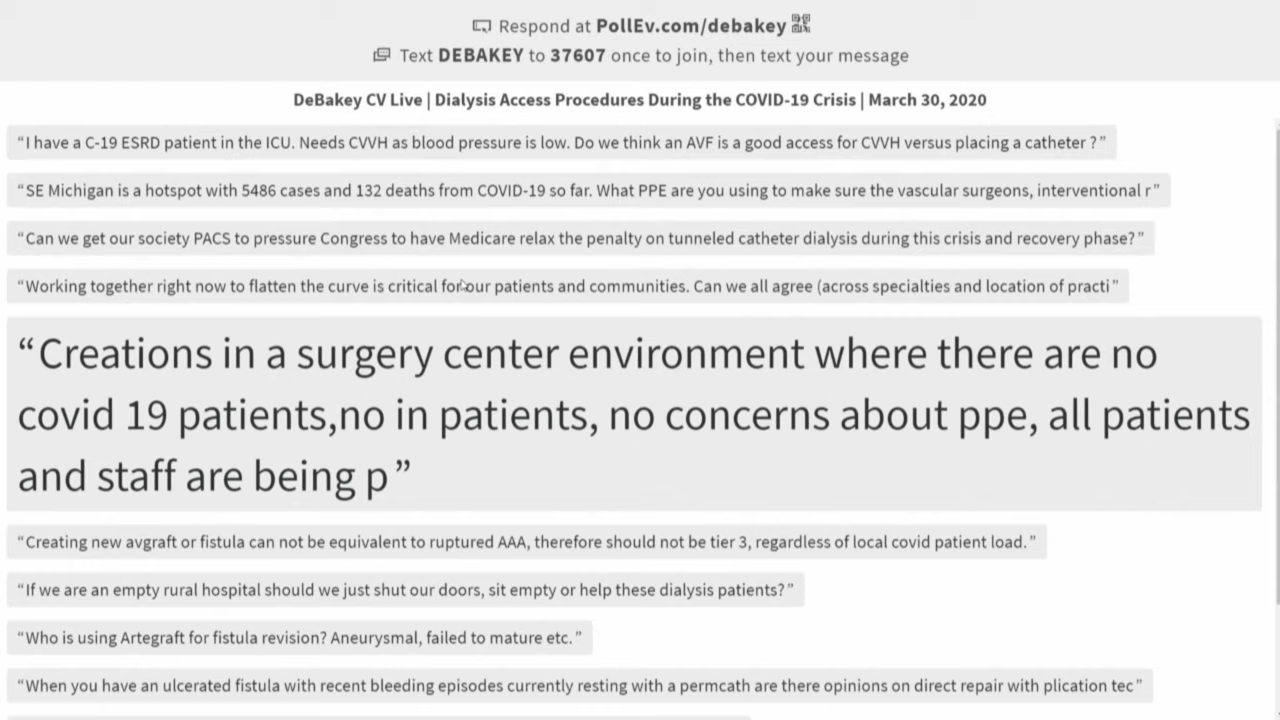 Respond at PollEv.com/debakey
Text DEBAKEY to 37607 once to join, then text your message
DeBakey CV Live | Dialysis Access Procedures During the COVID-19 Crisis | March 30, 2020
“I have a C-19 ESRD patient in the ICU. Needs CVVH as blood pressure is low. Do we think an AVF is a good access for CVVH versus placing a catheter ?”
“SE Michigan is a hotspot with 5486 cases and 132 deaths from COVID-19 so far. What PPE are you using to make sure the vascular surgeons, interventional r”
“Can we get our society PACS to pressure Congress to have Medicare relax the penalty on tunneled catheter dialysis during this crisis and recovery phase?”
“Working together right now to flatten the curve is critical for our patients and communities. Can we all agree (across specialties and location of practi”
“Creations in a surgery center environment where there are no
covid 19 patients,no in patients, no concerns about ppe, all patients
and staff are being p”
“Creating new avgraft or fistula can not be equivalent to ruptured AAA, therefore should not be tier 3, regardless of local covid patient load.”
“If we are an empty rural hospital should we just shut our doors, sit empty or help these dialysis patients?”
“Who is using Artegraft for fistula revision? Aneurysmal, failed to mature etc.”
“When you have an ulcerated fistula with recent bleeding episodes currently resting with a permcath are there opinions on direct repair with plication tec”